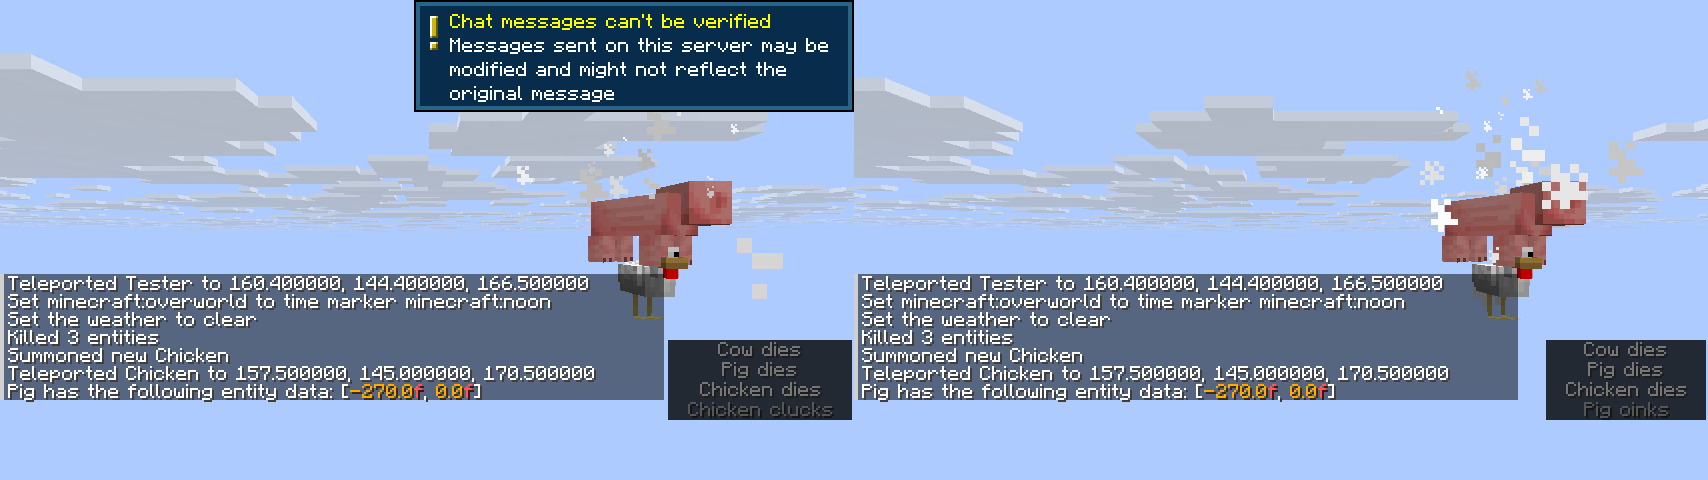 Chat messages can't be verified
Messages sent on this server may be
modified and might not reflect the
original message
Teleported Tester to 160.400000, 144.400000, 166.500000
Set minecraft:overworld to time marker minecraft:noon
Set the weather to clear
Killed 3 entities
Summoned new Chicken
Teleported Chicken to 157.500000, 145.000000, 170.500000
Pig has the following entity data: [-270.0f, 0.0f]
Cow dies
Pig dies
Chicken dies
Chicken clucks
Teleported Tester to 160.400000, 144.400000, 166.500000
Set minecraft:overworld to time marker minecraft:noon
Set the weather to clear
Killed 3 entities
Summoned new Chicken
Teleported Chicken to 157.500000, 145.000000, 170.500000
Pig has the following entity data: [-270.0f, 0.0f]
Cow dies
Pig dies
Chicken dies
Pig oinks